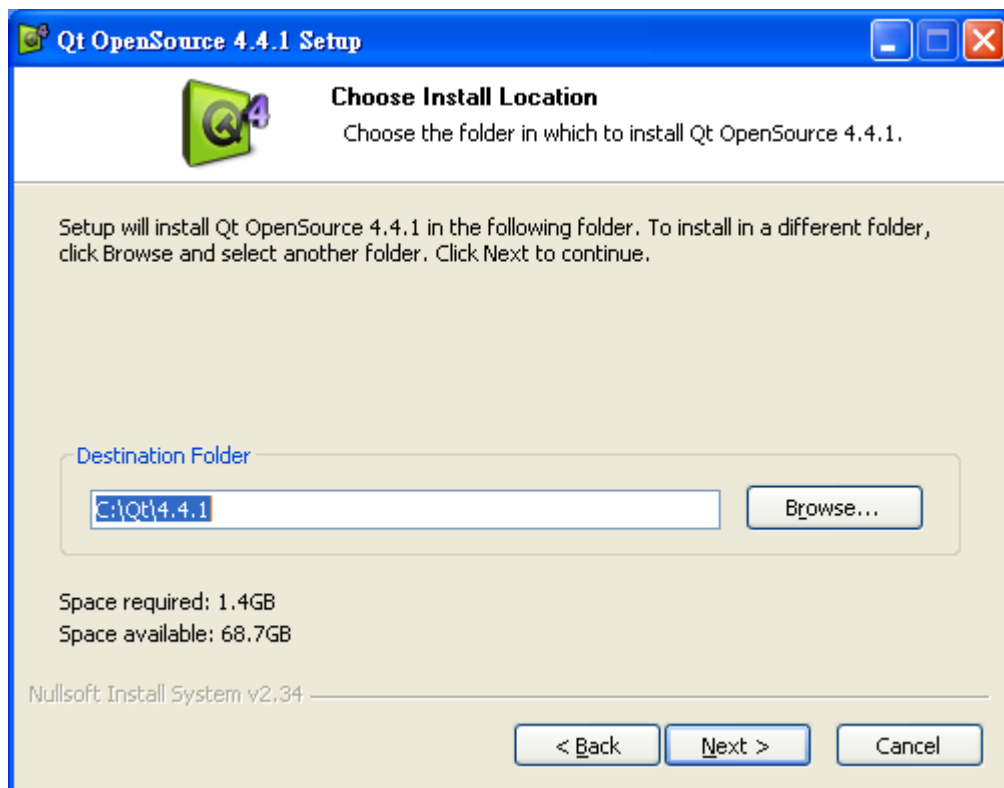 Qt OpenSource 4.4.1 Setup
4
Choose Install Location
Choose the folder in which to install Qt OpenSource 4.4.1.
Setup will install Qt OpenSource 4.4.1 in the following folder. To install in a different folder,
click Browse and select another folder. Click Next to continue.
Destination Folder
C:\Qt\4.4.1
Browse...
Space required: 1.4GB
Space available: 68.7GB
Nullsoft Install System v2.34
< Back
Next >
Cancel